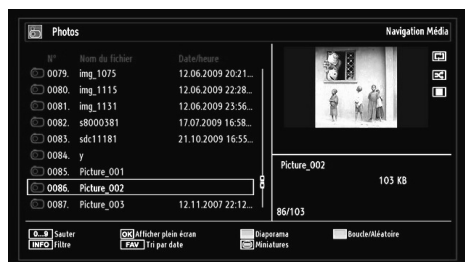 Photos Navigation Média
N° Nom du fichier Date/heure
0079. img_1075 12.06.2009 20:21...
0080. img_1115 12.06.2009 22:28...
0081. img_1131 12.06.2009 23:56...
0082. s8000381 17.07.2009 16:58...
0083. sdc11181 21.10.2009 16:55...
0084. y
0085. Picture_001
0086. Picture_002
0087. Picture_003 12.11.2007 22:12...
Picture_002
103 KB
86/103
0...9 Sauter OK Afficher plein écran Diaporama Boucle/Aléatoire
INFO Filtre FAV Tri par date Miniatures